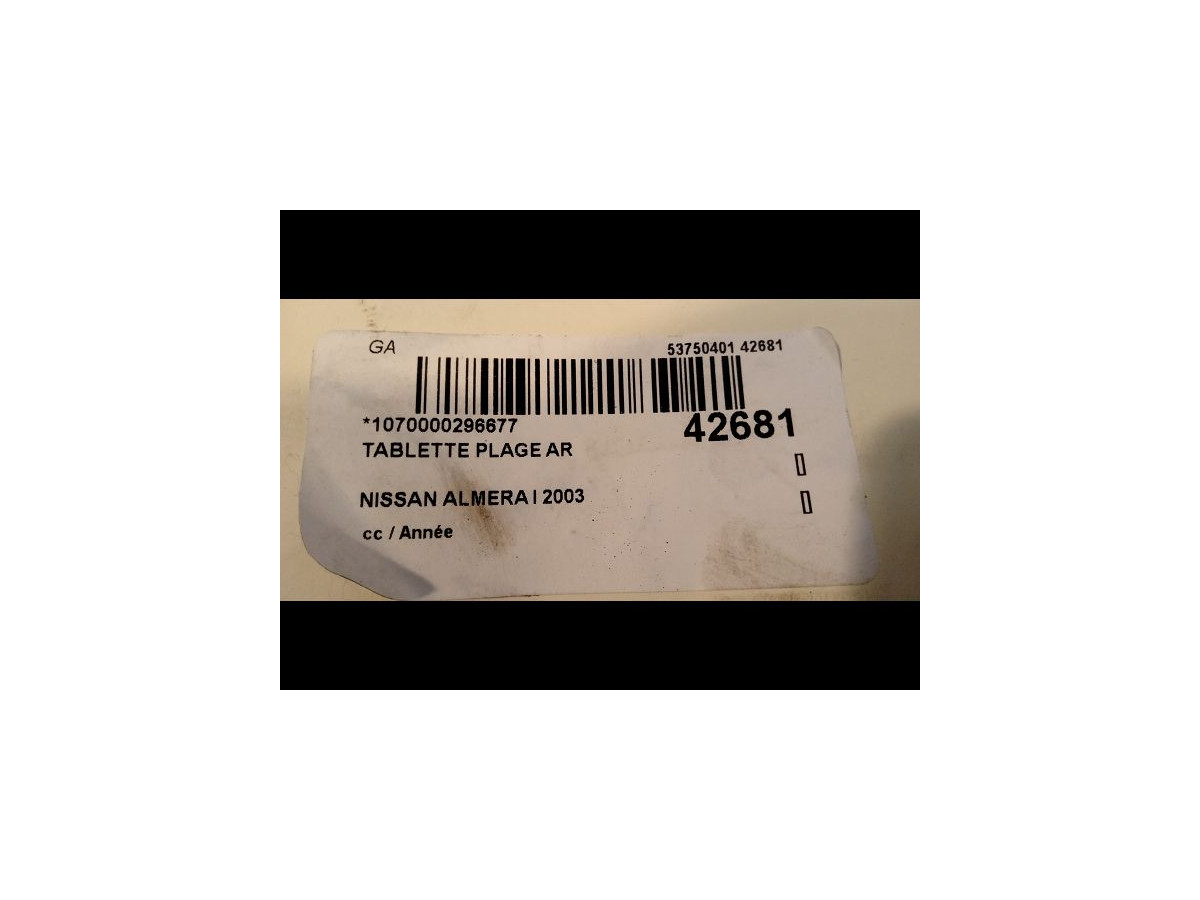 GA
53750401 42681
*1070000296677
42681
TABLETTE PLAGE AR
NISSAN ALMERA I 2003
cc / Année